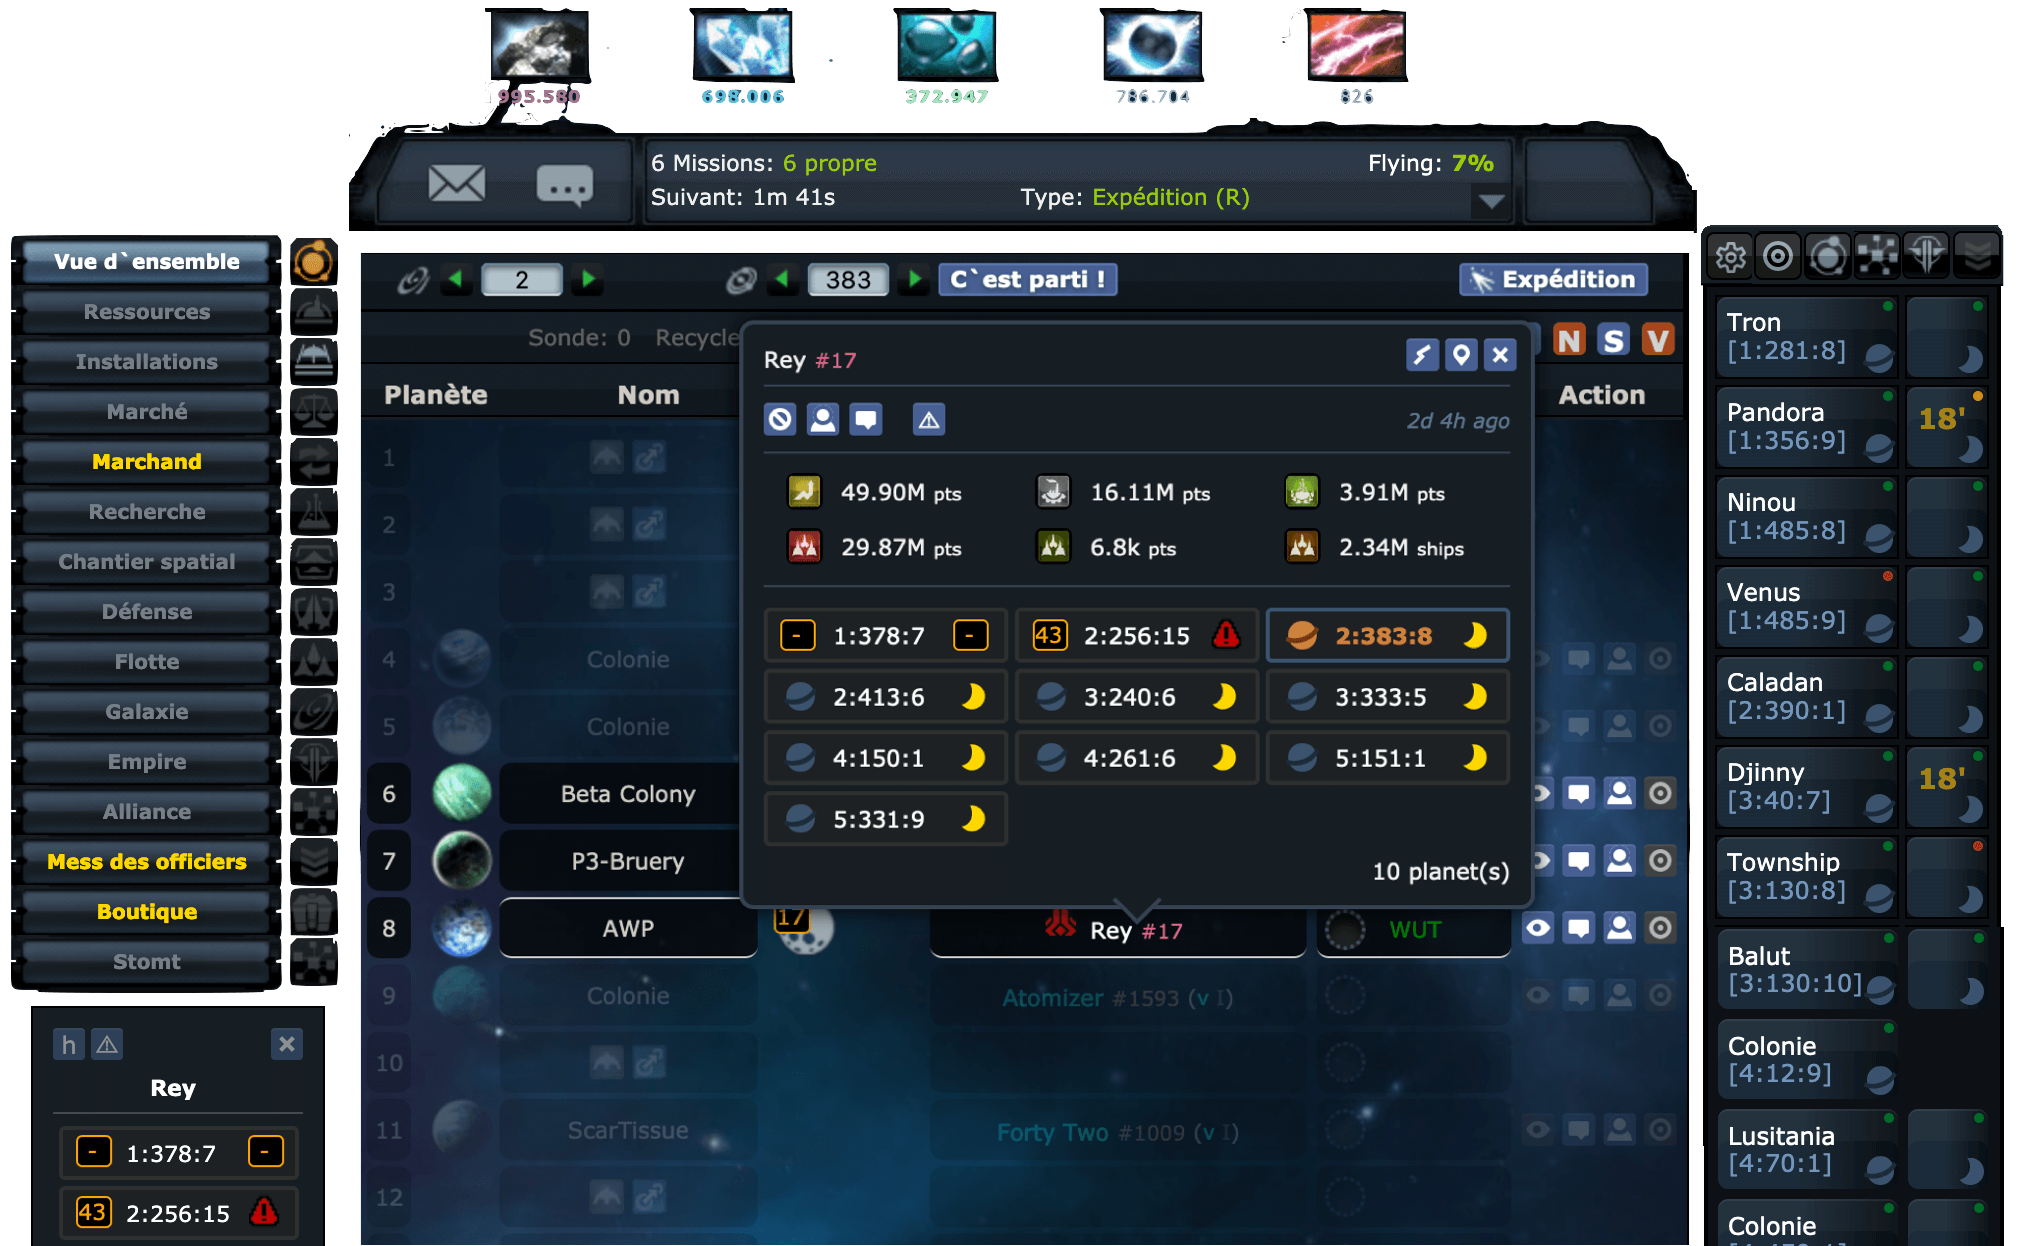 995.580 698.006 372.947 786.704 826
6 Missions: 6 propre Flying: 7%
Suivant: 1m 41s Type: Expédition (R)
Vue d`ensemble
Ressources
Installations
Marché
Marchand
Recherche
Chantier spatial
Défense
Flotte
Galaxie
Empire
Alliance
Mess des officiers
Boutique
Stomt
h
Rey
- 1:378:7 -
43 2:256:15
2 383 C`est parti ! Expédition
Sonde: 0 Recycle N S V
Planète Nom Action
1
2
3
4 Colonie
5 Colonie
6 Beta Colony
7 P3-Bruery
8 AWP 17 Rey #17 WUT
9 Colonie Atomizer #1593 (v I)
10
11 ScarTissue Forty Two #1009 (v I)
12
Rey #17
2d 4h ago
49.90M pts 16.11M pts 3.91M pts
29.87M pts 6.8k pts 2.34M ships
- 1:378:7 - 43 2:256:15 2:383:8
2:413:6 3:240:6 3:333:5
4:150:1 4:261:6 5:151:1
5:331:9
10 planet(s)
Tron
[1:281:8]
Pandora 18'
[1:356:9]
Ninou
[1:485:8]
Venus
[1:485:9]
Caladan
[2:390:1]
Djinny 18'
[3:40:7]
Township
[3:130:8]
Balut
[3:130:10]
Colonie
[4:12:9]
Lusitania
[4:70:1]
Colonie